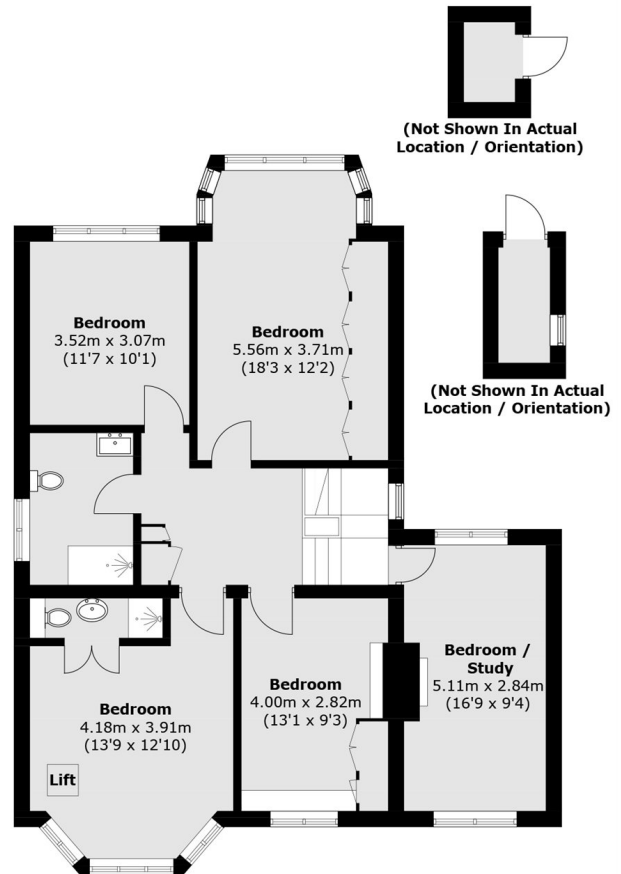 (Not Shown In Actual
Location / Orientation)
Bedroom
3.52m x 3.07m
(11'7 x 10'1)
Bedroom
5.56m x 3.71m
(18'3 x 12'2)
(Not Shown In Actual
Location / Orientation)
Bedroom
4.18m x 3.91m
(13'9 x 12'10)
Lift
Bedroom
4.00m x 2.82m
(13'1 x 9'3)
Bedroom /
Study
5.11m x 2.84m
(16'9 x 9'4)